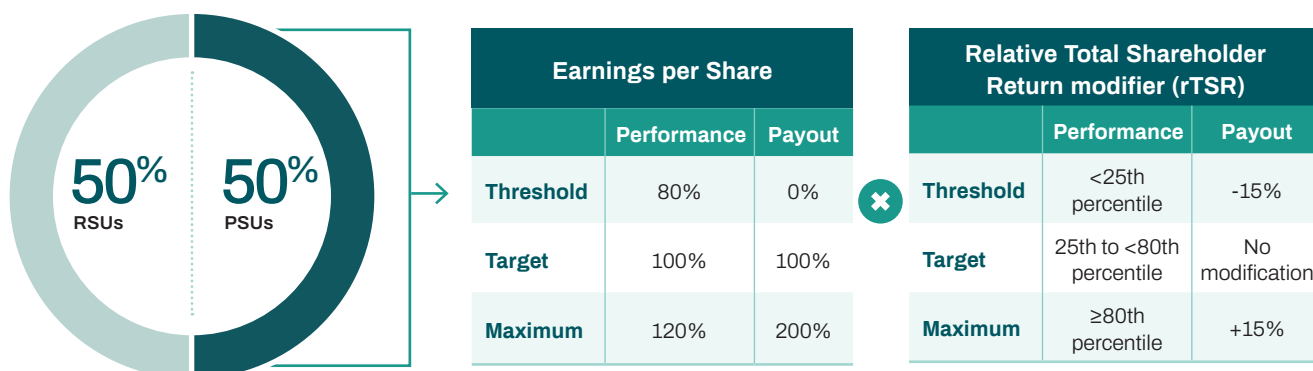 50%
RSUs
50%
PSUs
Earnings per Share
Performance Payout
Threshold 80% 0%
Target 100% 100%
Maximum 120% 200%
Relative Total Shareholder
Return modifier (rTSR)
Performance Payout
Threshold <25th percentile -15%
Target 25th to <80th percentile No modification
Maximum ≥80th percentile +15%